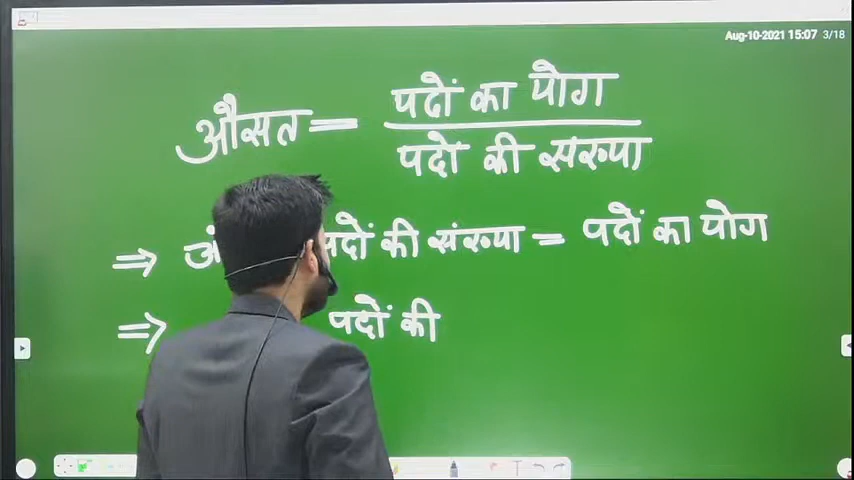 Aug-10-2021 15:07 3/18
औसत = पदों का योग
पदों की संख्या
⇒ पदों की संख्या = पदों का योग
⇒ पदों की